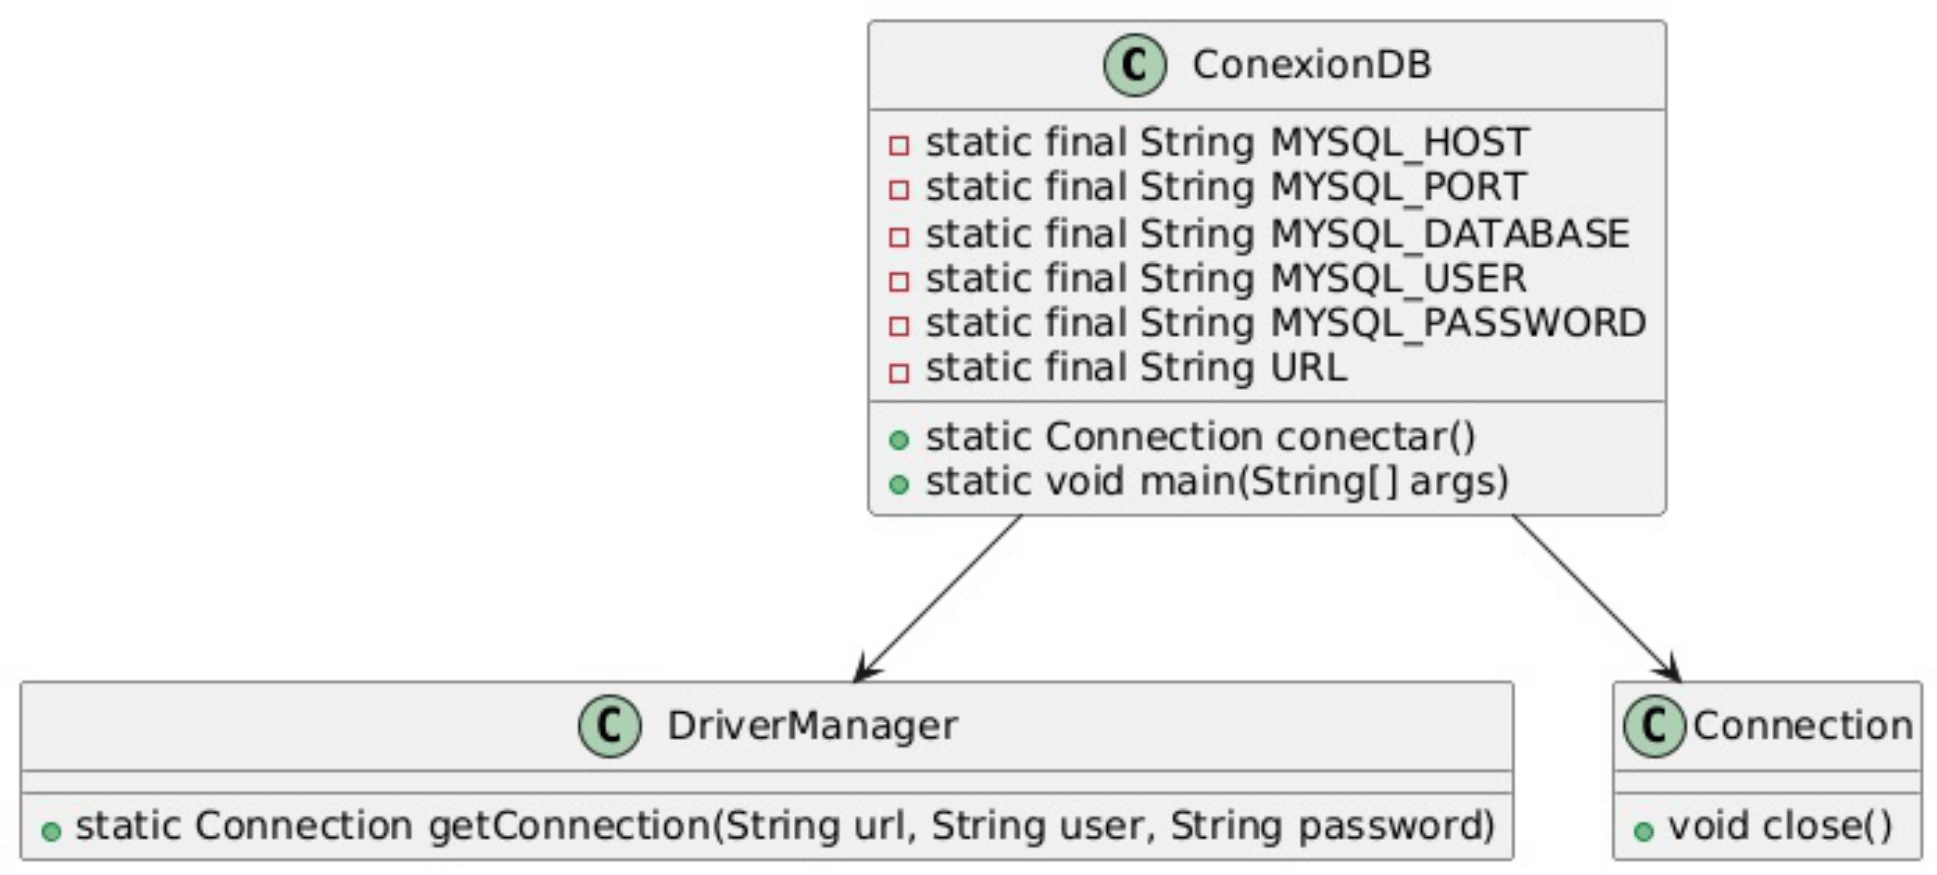 C ConexionDB
static final String MYSQL_HOST
static final String MYSQL_PORT
static final String MYSQL_DATABASE
static final String MYSQL_USER
static final String MYSQL_PASSWORD
static final String URL
static Connection conectar()
static void main(String[] args)
C DriverManager
static Connection getConnection(String url, String user, String password)
C Connection
void close()